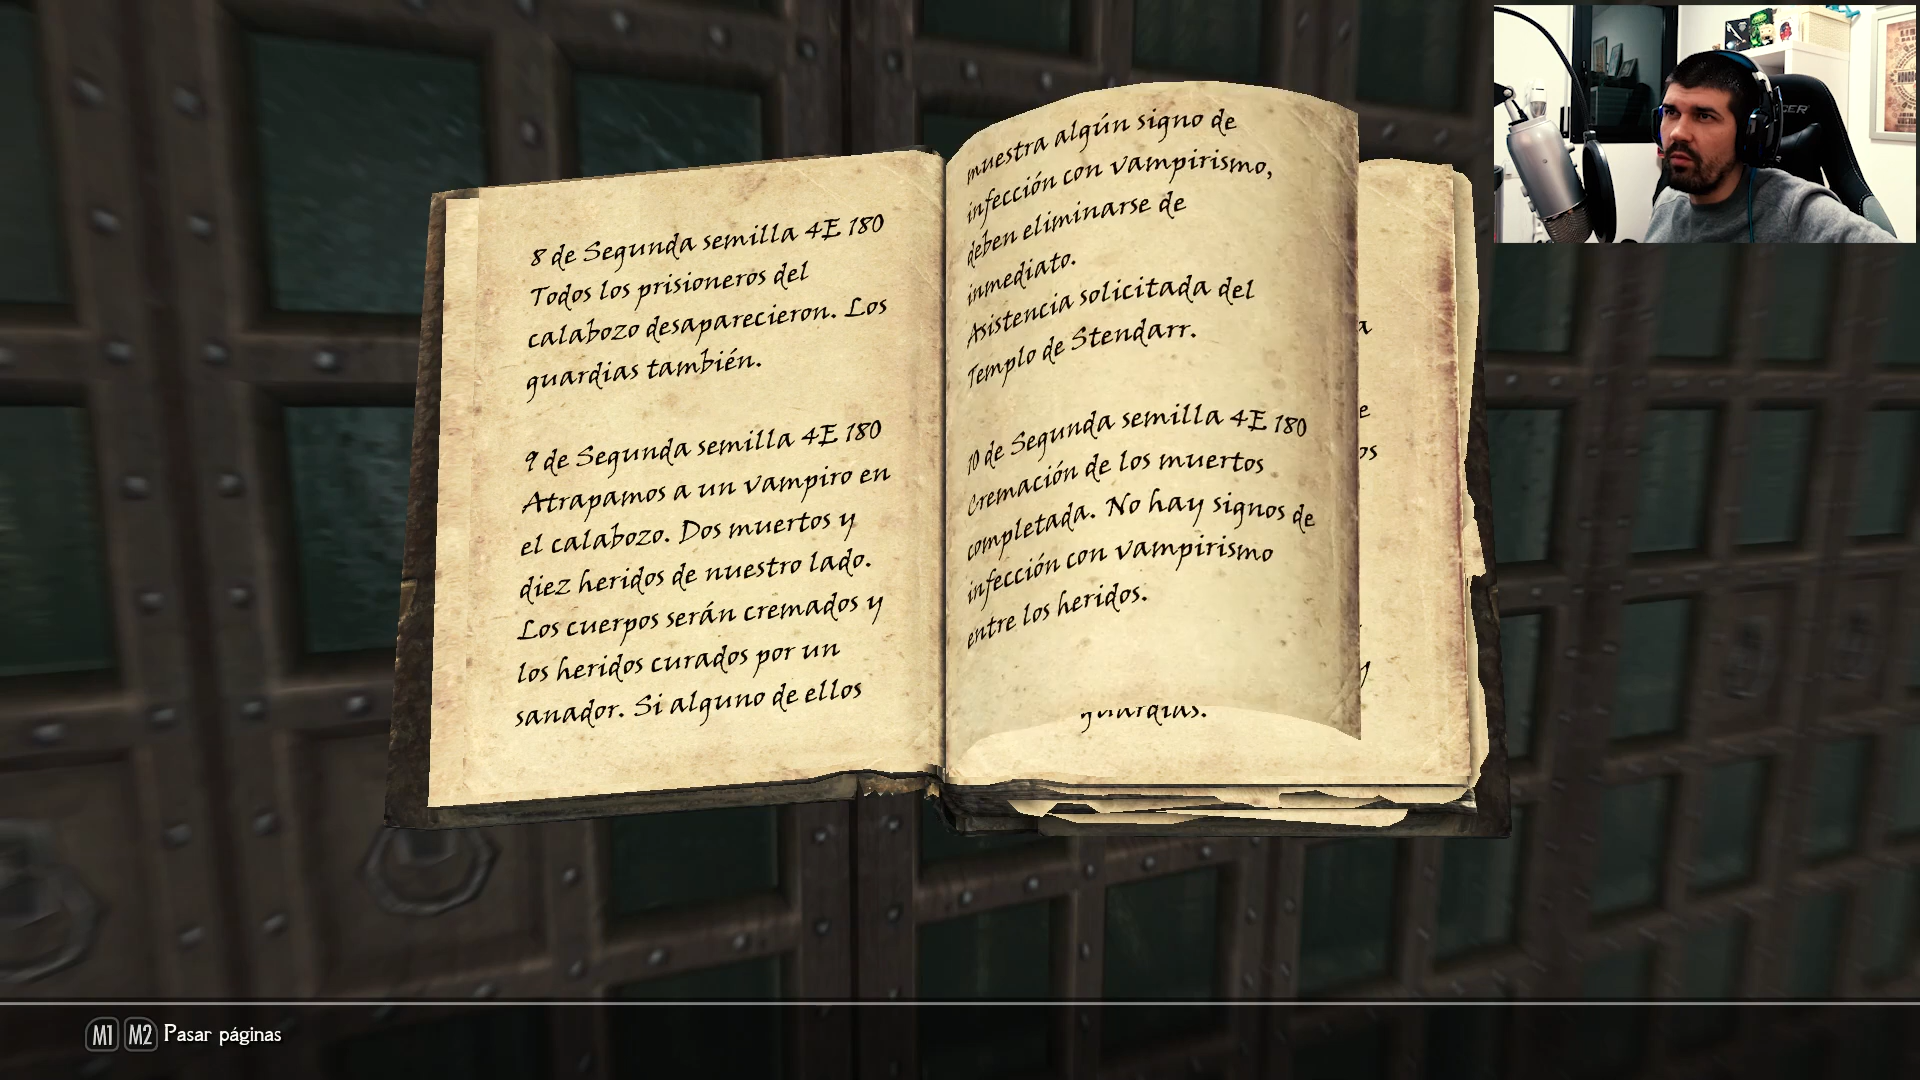 8 de Segunda semilla 4E 180
Todos los prisioneros del
calabozo desaparecieron. Los
guardias también.
9 de Segunda semilla 4E 180
Atrapamos a un vampiro en
el calabozo. Dos muertos y
diez heridos de nuestro lado.
Los cuerpos serán cremados y
los heridos curados por un
sanador. Si alguno de ellos
muestra algún signo de
infección con vampirismo,
deben eliminarse de
inmediato.
Asistencia solicitada del
Templo de Stendarr.
10 de Segunda semilla 4E 180
Cremación de los muertos
completada. No hay signos de
infección con vampirismo
entre los heridos.
guardias.
M1 M2 Pasar páginas